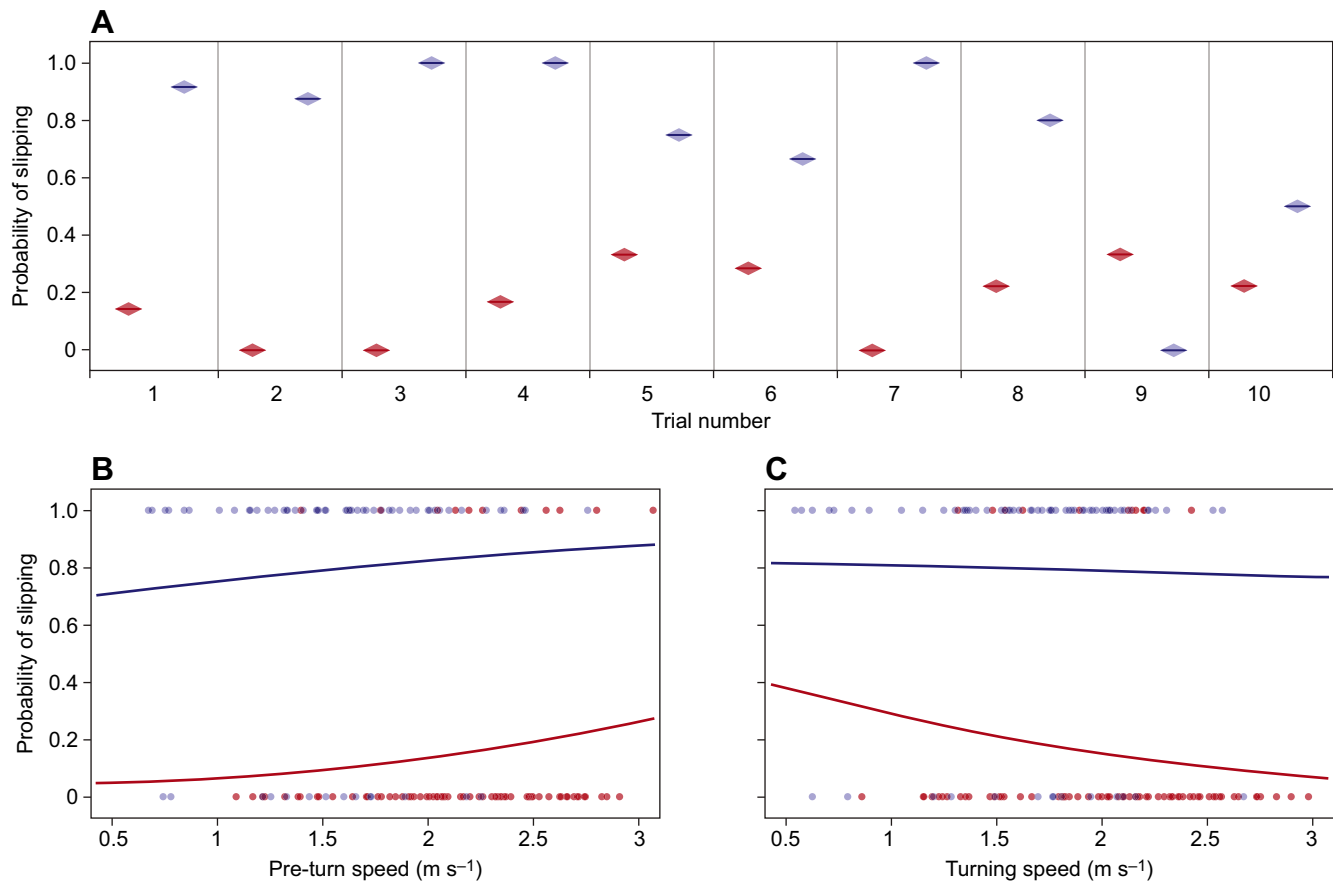 A
Probability of slipping
1.0
0.8
0.6
0.4
0.2
0
1 2 3 4 5 6 7 8 9 10
Trial number
B
Probability of slipping
1.0
0.8
0.6
0.4
0.2
0
0.5 1 1.5 2 2.5 3
Pre-turn speed (m s–1)
C
0.5 1 1.5 2 2.5 3
Turning speed (m s–1)